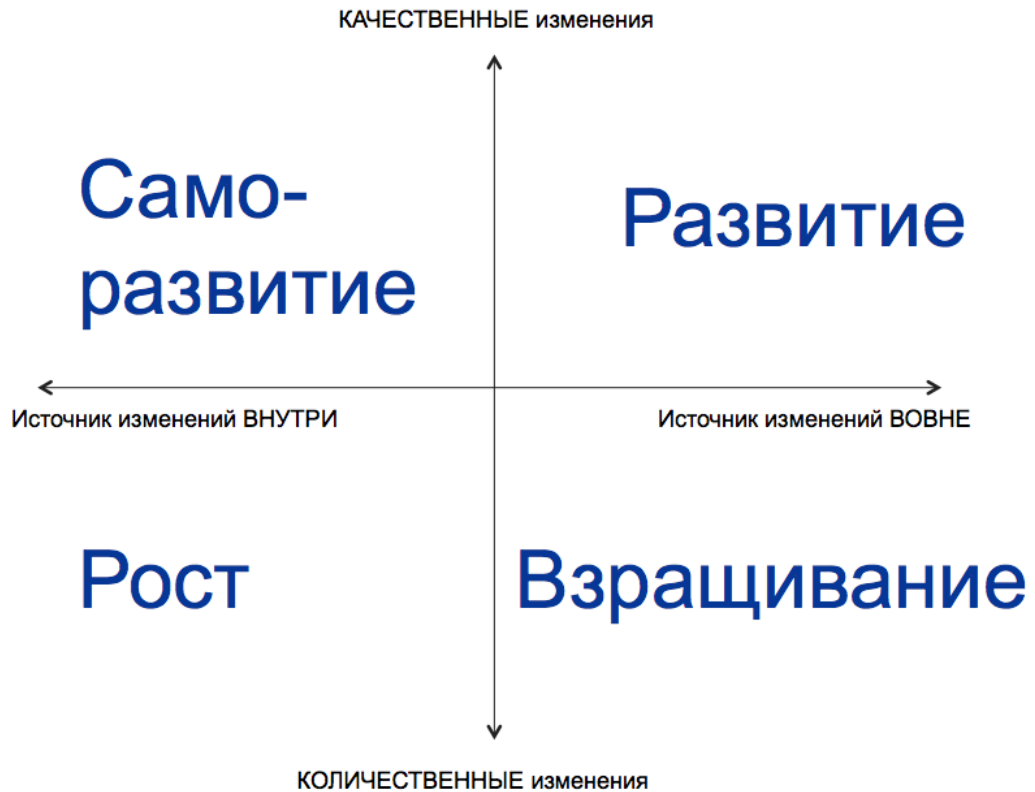 КАЧЕСТВЕННЫЕ изменения
Само-
развитие
Развитие
Источник изменений ВНУТРИ
Источник изменений ВОВНЕ
Рост
Взращивание
КОЛИЧЕСТВЕННЫЕ изменения